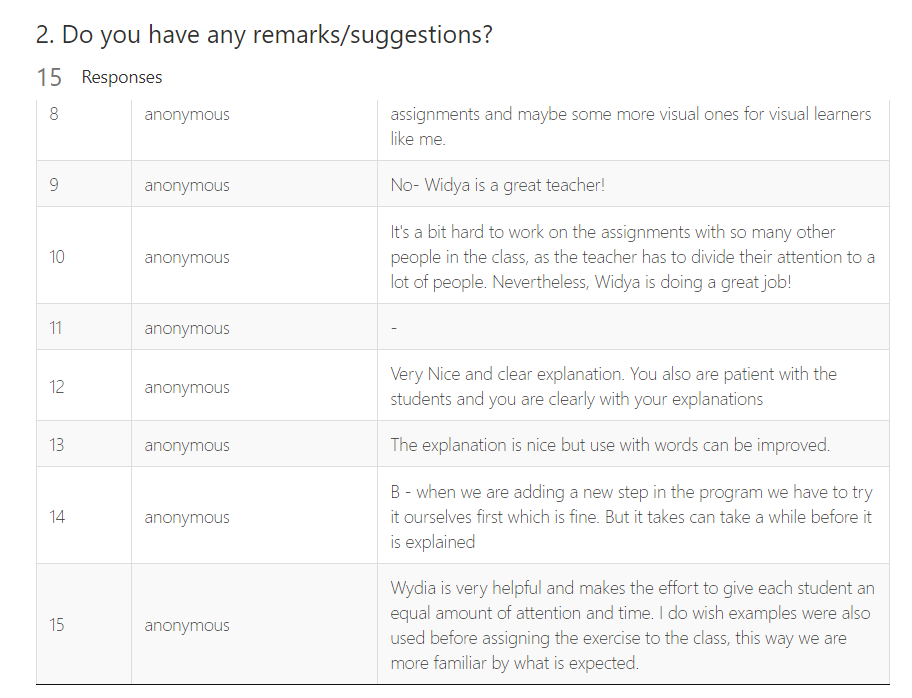 2. Do you have any remarks/suggestions?
15 Responses
8 anonymous assignments and maybe some more visual ones for visual learners
like me.
9 anonymous No- Widya is a great teacher!
It's a bit hard to work on the assignments with so many other
10 anonymous people in the class, as the teacher has to divide their attention to a
lot of people. Nevertheless, Widya is doing a great job!
11 anonymous -
12 anonymous Very Nice and clear explanation. You also are patient with the
students and you are clearly with your explanations
13 anonymous The explanation is nice but use with words can be improved.
B - when we are adding a new step in the program we have to try
14 anonymous it ourselves first which is fine. But it takes can take a while before it
is explained
Wydia is very helpful and makes the effort to give each student an
equal amount of attention and time. I do wish examples were also
15 anonymous used before assigning the exercise to the class, this way we are
more familiar by what is expected.